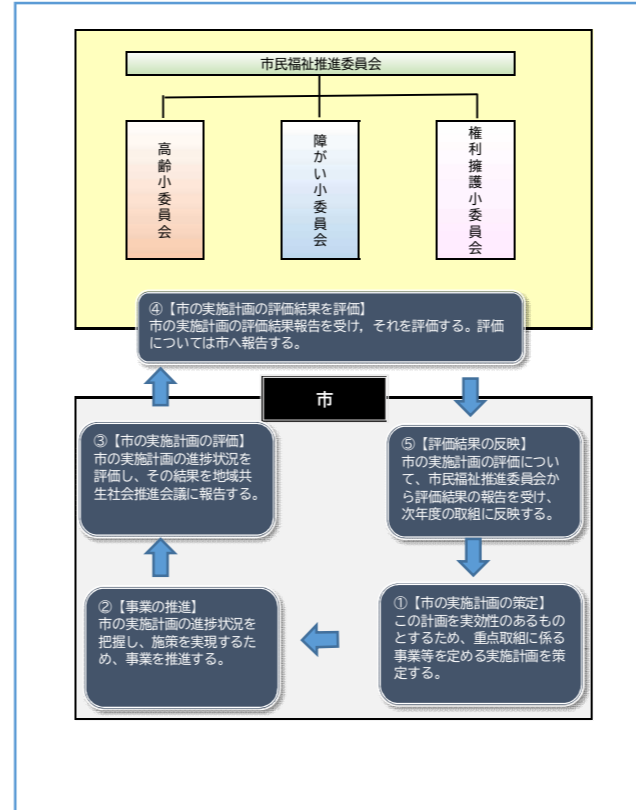 市民福祉推進委員会
高齢小委員会
障がい小委員会
権利擁護小委員会
④【市の実施計画の評価結果を評価】
市の実施計画の評価結果報告を受け，それを評価する。評価
については市へ報告する。
市
③【市の実施計画の評価】
市の実施計画の進捗状況を
評価し、その結果を地域共
生社会推進会議に報告する。
⑤【評価結果の反映】
市の実施計画の評価につい
て、市民福祉推進委員会か
ら評価結果の報告を受け、
次年度の取組に反映する。
②【事業の推進】
市の実施計画の進捗状況を
把握し、施策を実現するた
め、事業を推進する。
①【市の実施計画の策定】
この計画を実効性のあるもの
とするため、重点取組に係る
事業等を定める実施計画を策
定する。